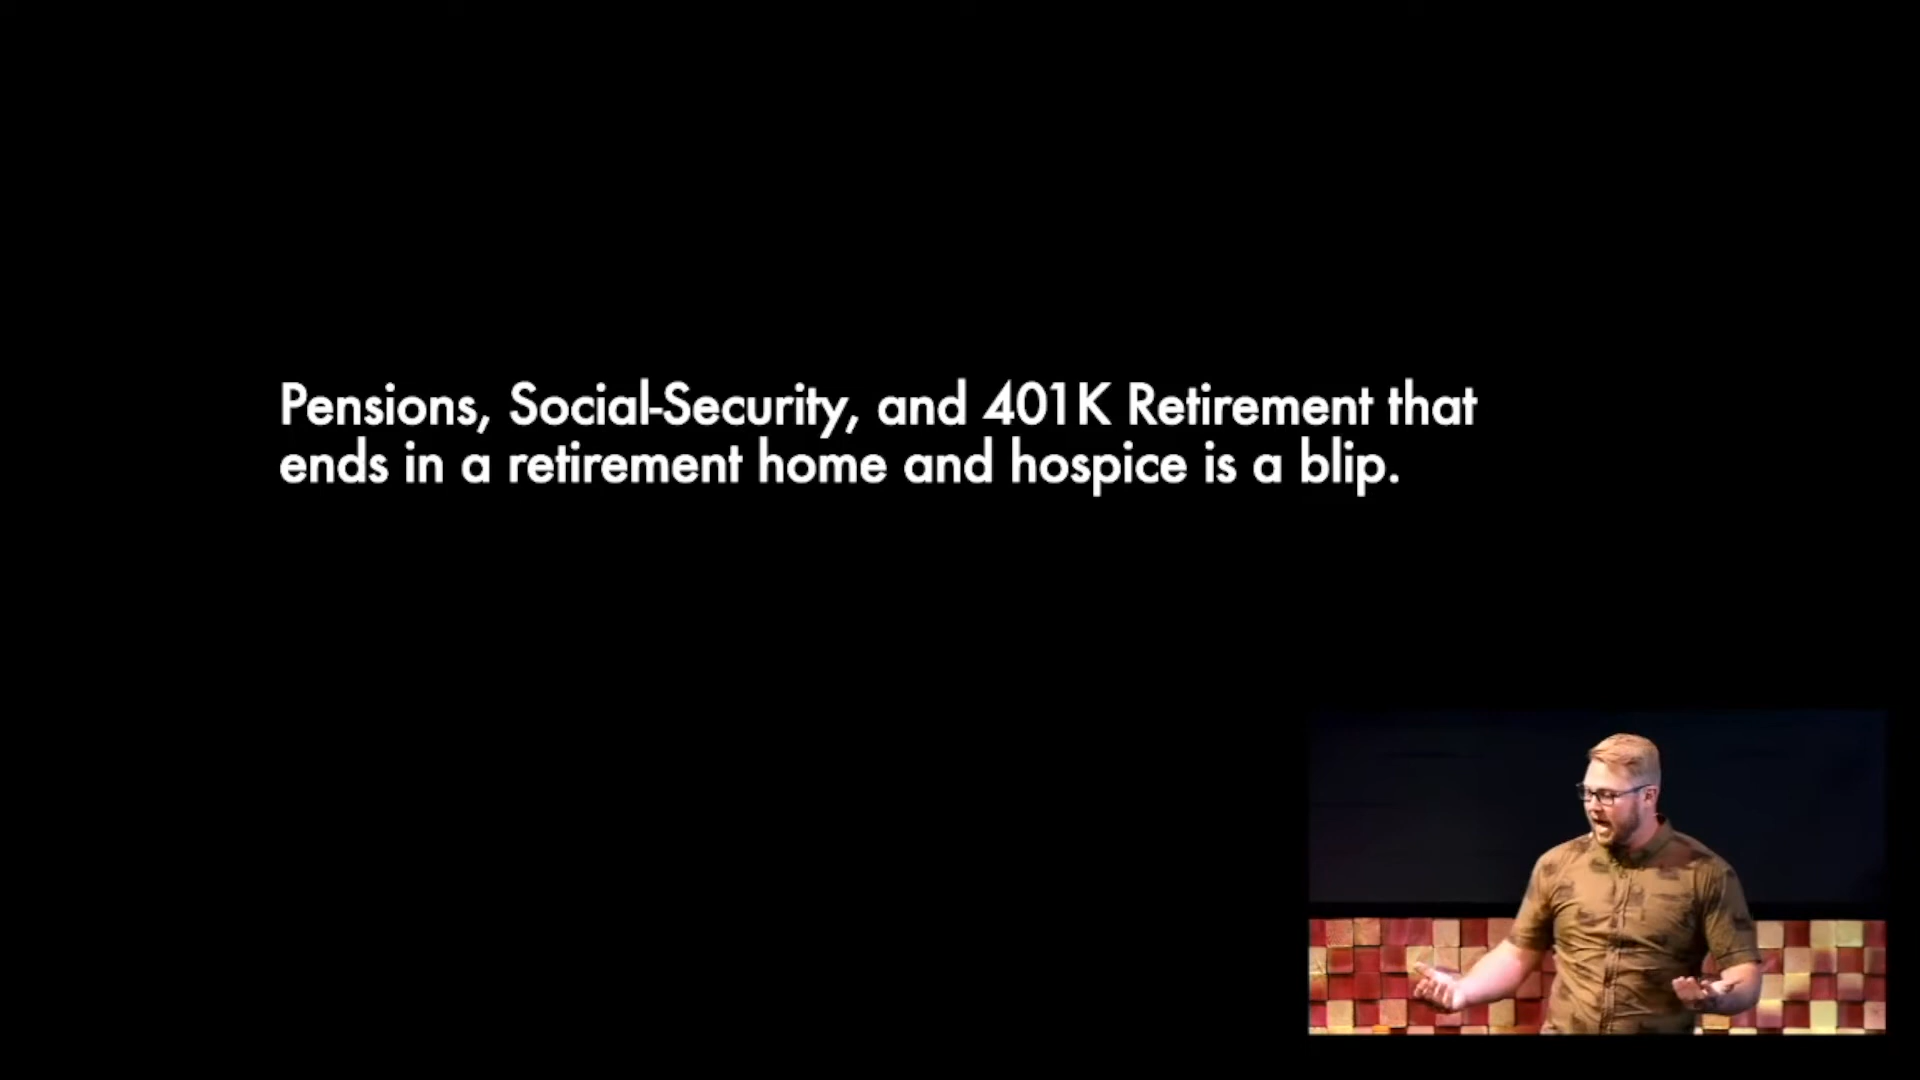 Pensions, Social-Security, and 401K Retirement that
ends in a retirement home and hospice is a blip.